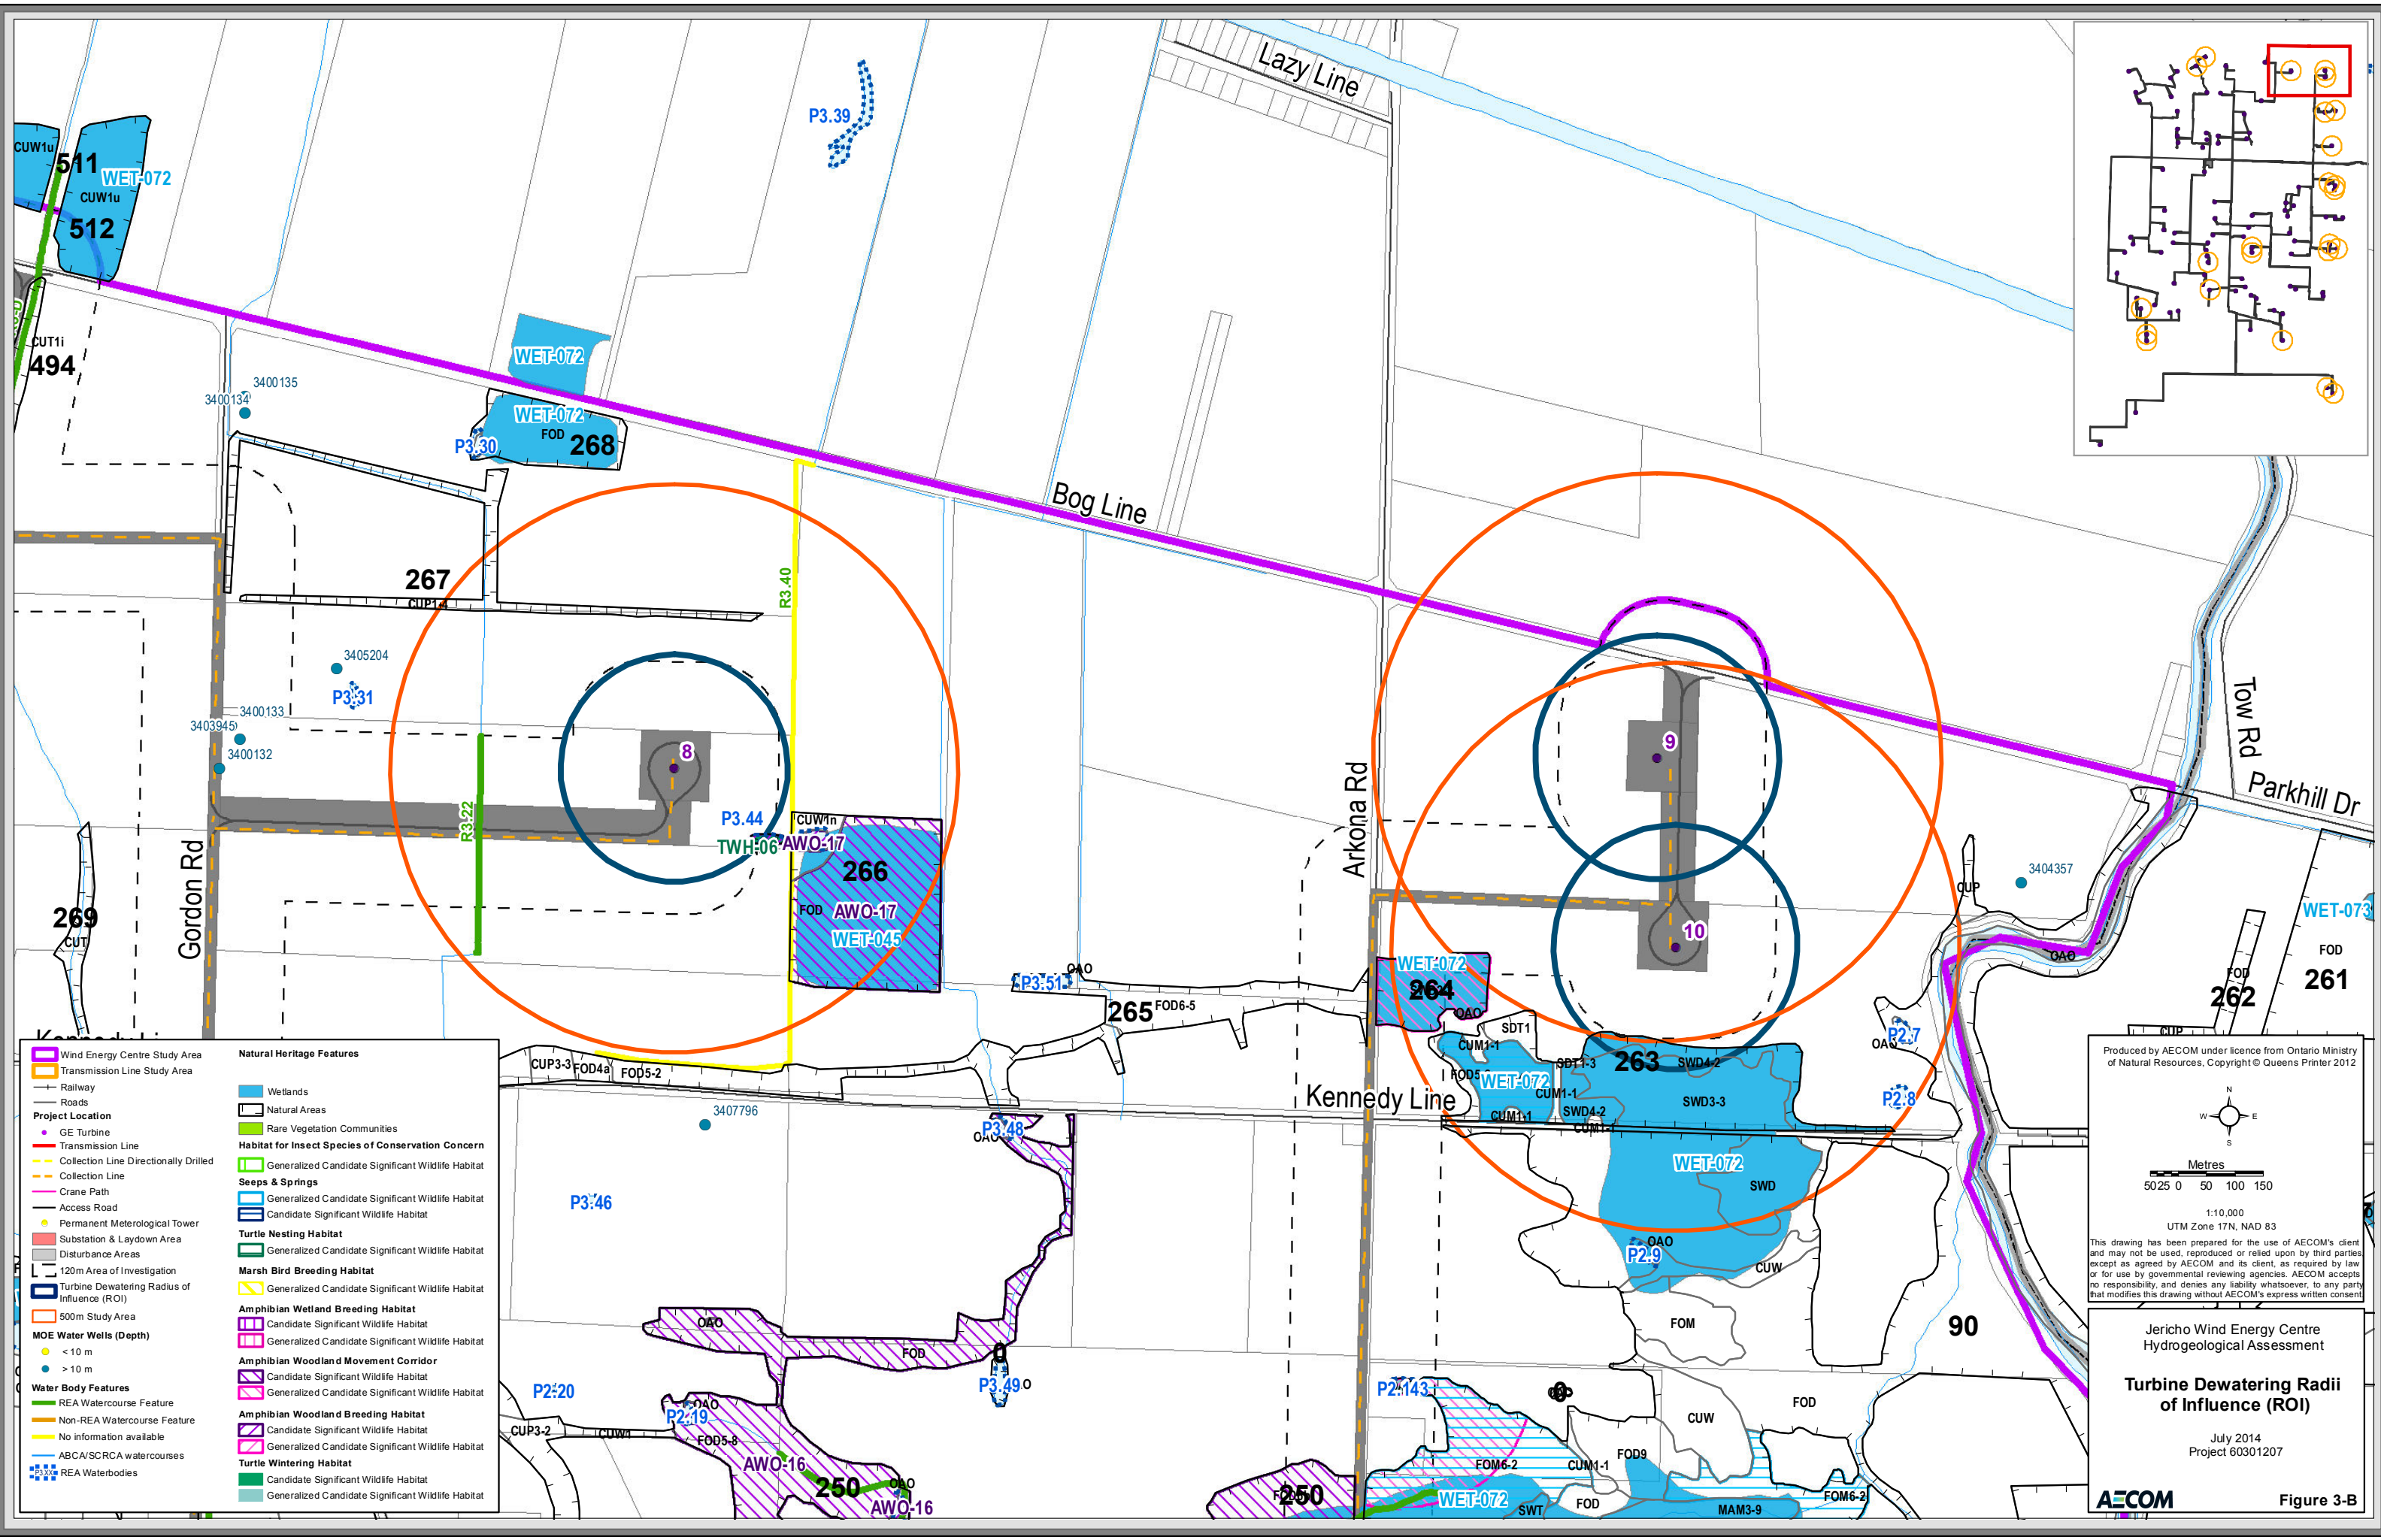 Lazy Line
P3.39
CUW1u
511
WET-072
CUW1u
512
CUT1i
494
WET-072
3400135
3400134
WET-072
FOD
268
P3.30
Bog Line
267
CUP1-4
R3.40
3405204
P3.31
3400133
3403945
3400132
8
9
Tow Rd
Parkhill Dr
Arkona Rd
R3.22
P3.44
CUW1n
TWH-06
AWO-17
266
FOD
AWO-17
WET-045
Gordon Rd
269
CUT
10
3404357
CUP
WET-073
FOD
261
FOD
262
CUP
OAO
WET-072
264
OAO
P3.51
OAO
265
FOD6-5
SDT1
CUM1-1
263
SWD4-2
SDT1-3
WET-072
CUM1-1
SWD4-2
SWD3-3
CUM1-1
P2.7
P2.8
CUP3-3
FOD4a
FOD5-2
Kennedy Line
3407796
P3.48
OAO
WET-072
SWD
P3.46
OAO
P2.9
CUW
FOM
90
OAO
FOD
0
P3.49
P2.20
P2.19
OAO
CUP3-2
CUW1
FOD5-8
AWO-16
250
OAO
AWO-16
250
P2.143
CUW
FOD
FOD9
FOM6-2
CUM1-1
WET-072
SWT
FOD
MAM3-9
FOM6-2
Wind Energy Centre Study Area
Transmission Line Study Area
Railway
Roads
Project Location
GE Turbine
Transmission Line
Collection Line Directionally Drilled
Collection Line
Crane Path
Access Road
Permanent Meterological Tower
Substation & Laydown Area
Disturbance Areas
120m Area of Investigation
Turbine Dewatering Radius of
Influence (ROI)
500m Study Area
MOE Water Wells (Depth)
< 10 m
> 10 m
Water Body Features
REA Watercourse Feature
Non-REA Watercourse Feature
No information available
ABCA/SCRCA watercourses
P3.XX
REA Waterbodies
Natural Heritage Features
Wetlands
Natural Areas
Rare Vegetation Communities
Habitat for Insect Species of Conservation Concern
Generalized Candidate Significant Wildlife Habitat
Seeps & Springs
Generalized Candidate Significant Wildlife Habitat
Candidate Significant Wildlife Habitat
Turtle Nesting Habitat
Generalized Candidate Significant Wildlife Habitat
Marsh Bird Breeding Habitat
Generalized Candidate Significant Wildlife Habitat
Amphibian Wetland Breeding Habitat
Candidate Significant Wildlife Habitat
Generalized Candidate Significant Wildlife Habitat
Amphibian Woodland Movement Corridor
Candidate Significant Wildlife Habitat
Generalized Candidate Significant Wildlife Habitat
Amphibian Woodland Breeding Habitat
Candidate Significant Wildlife Habitat
Generalized Candidate Significant Wildlife Habitat
Turtle Wintering Habitat
Candidate Significant Wildlife Habitat
Generalized Candidate Significant Wildlife Habitat
Produced by AECOM under licence from Ontario Ministry
of Natural Resources, Copyright © Queens Printer 2012
N
W E
S
Metres
50 25 0 50 100 150
1:10,000
UTM Zone 17N, NAD 83
This drawing has been prepared for the use of AECOM's client
and may not be used, reproduced or relied upon by third parties,
except as agreed by AECOM and its client, as required by law
or for use by governmental reviewing agencies. AECOM accepts
no responsibility, and denies any liability whatsoever, to any party
that modifies this drawing without AECOM's express written consent
Jericho Wind Energy Centre
Hydrogeological Assessment
Turbine Dewatering Radii
of Influence (ROI)
July 2014
Project 60301207
AECOM
Figure 3-B